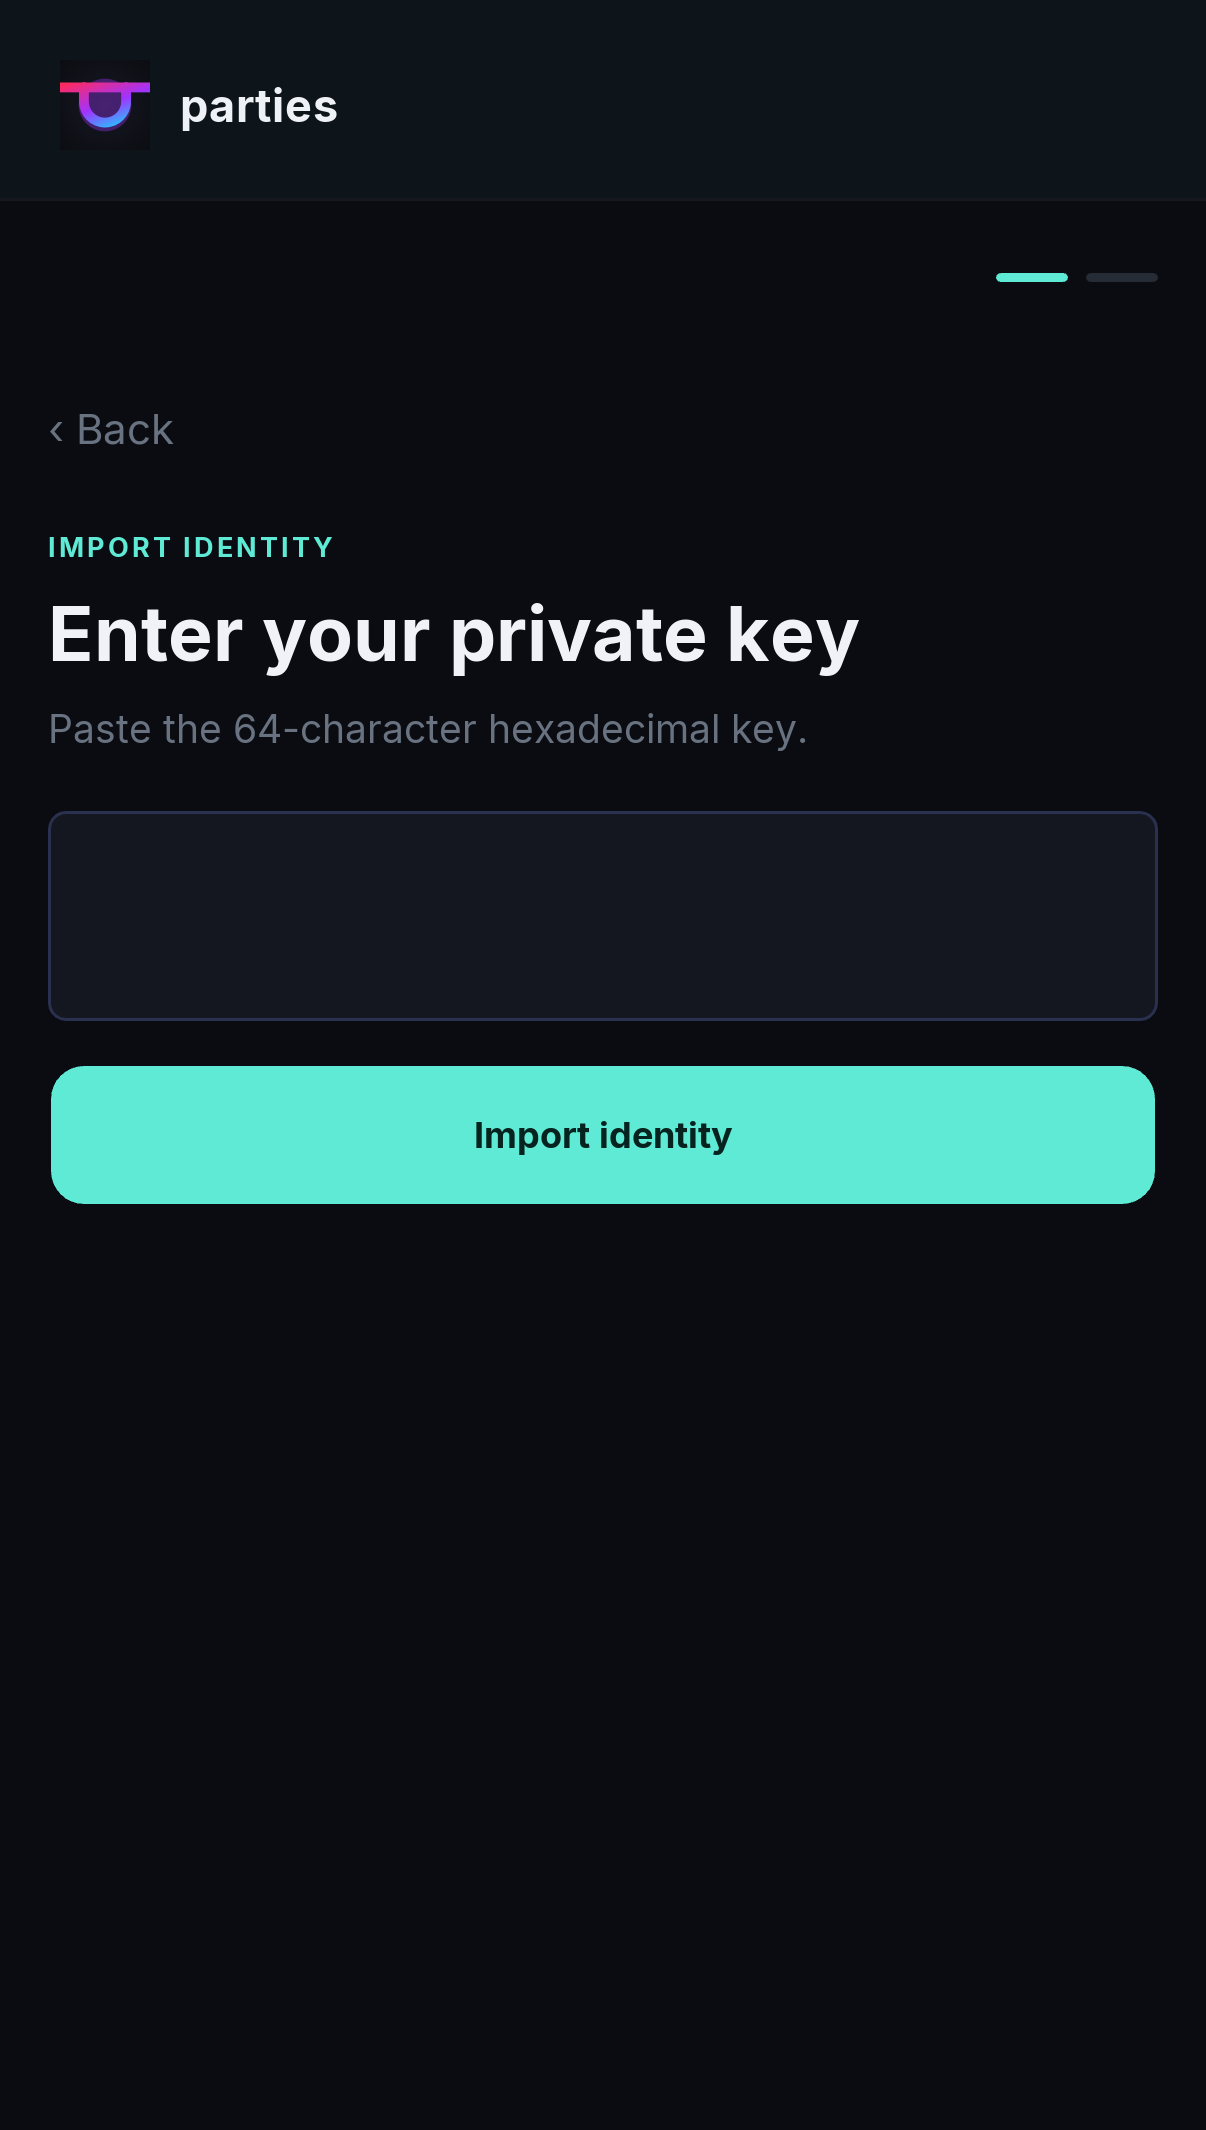 parties
‹ Back
IMPORT IDENTITY
Enter your private key
Paste the 64-character hexadecimal key.
Import identity